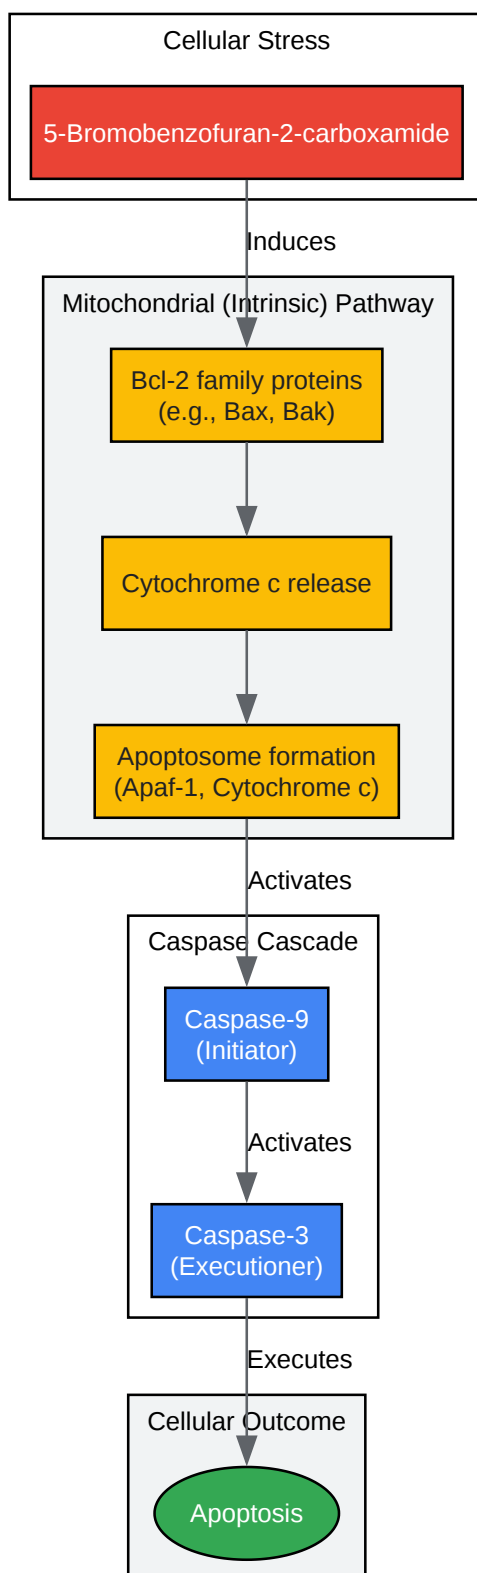 Cellular Stress
5-Bromobenzofuran-2-carboxamide
Induces
Mitochondrial (Intrinsic) Pathway
Bcl-2 family proteins
(e.g., Bax, Bak)
Cytochrome c release
Apoptosome formation
(Apaf-1, Cytochrome c)
Activates
Caspase Cascade
Caspase-9
(Initiator)
Activates
Caspase-3
(Executioner)
Executes
Cellular Outcome
Apoptosis